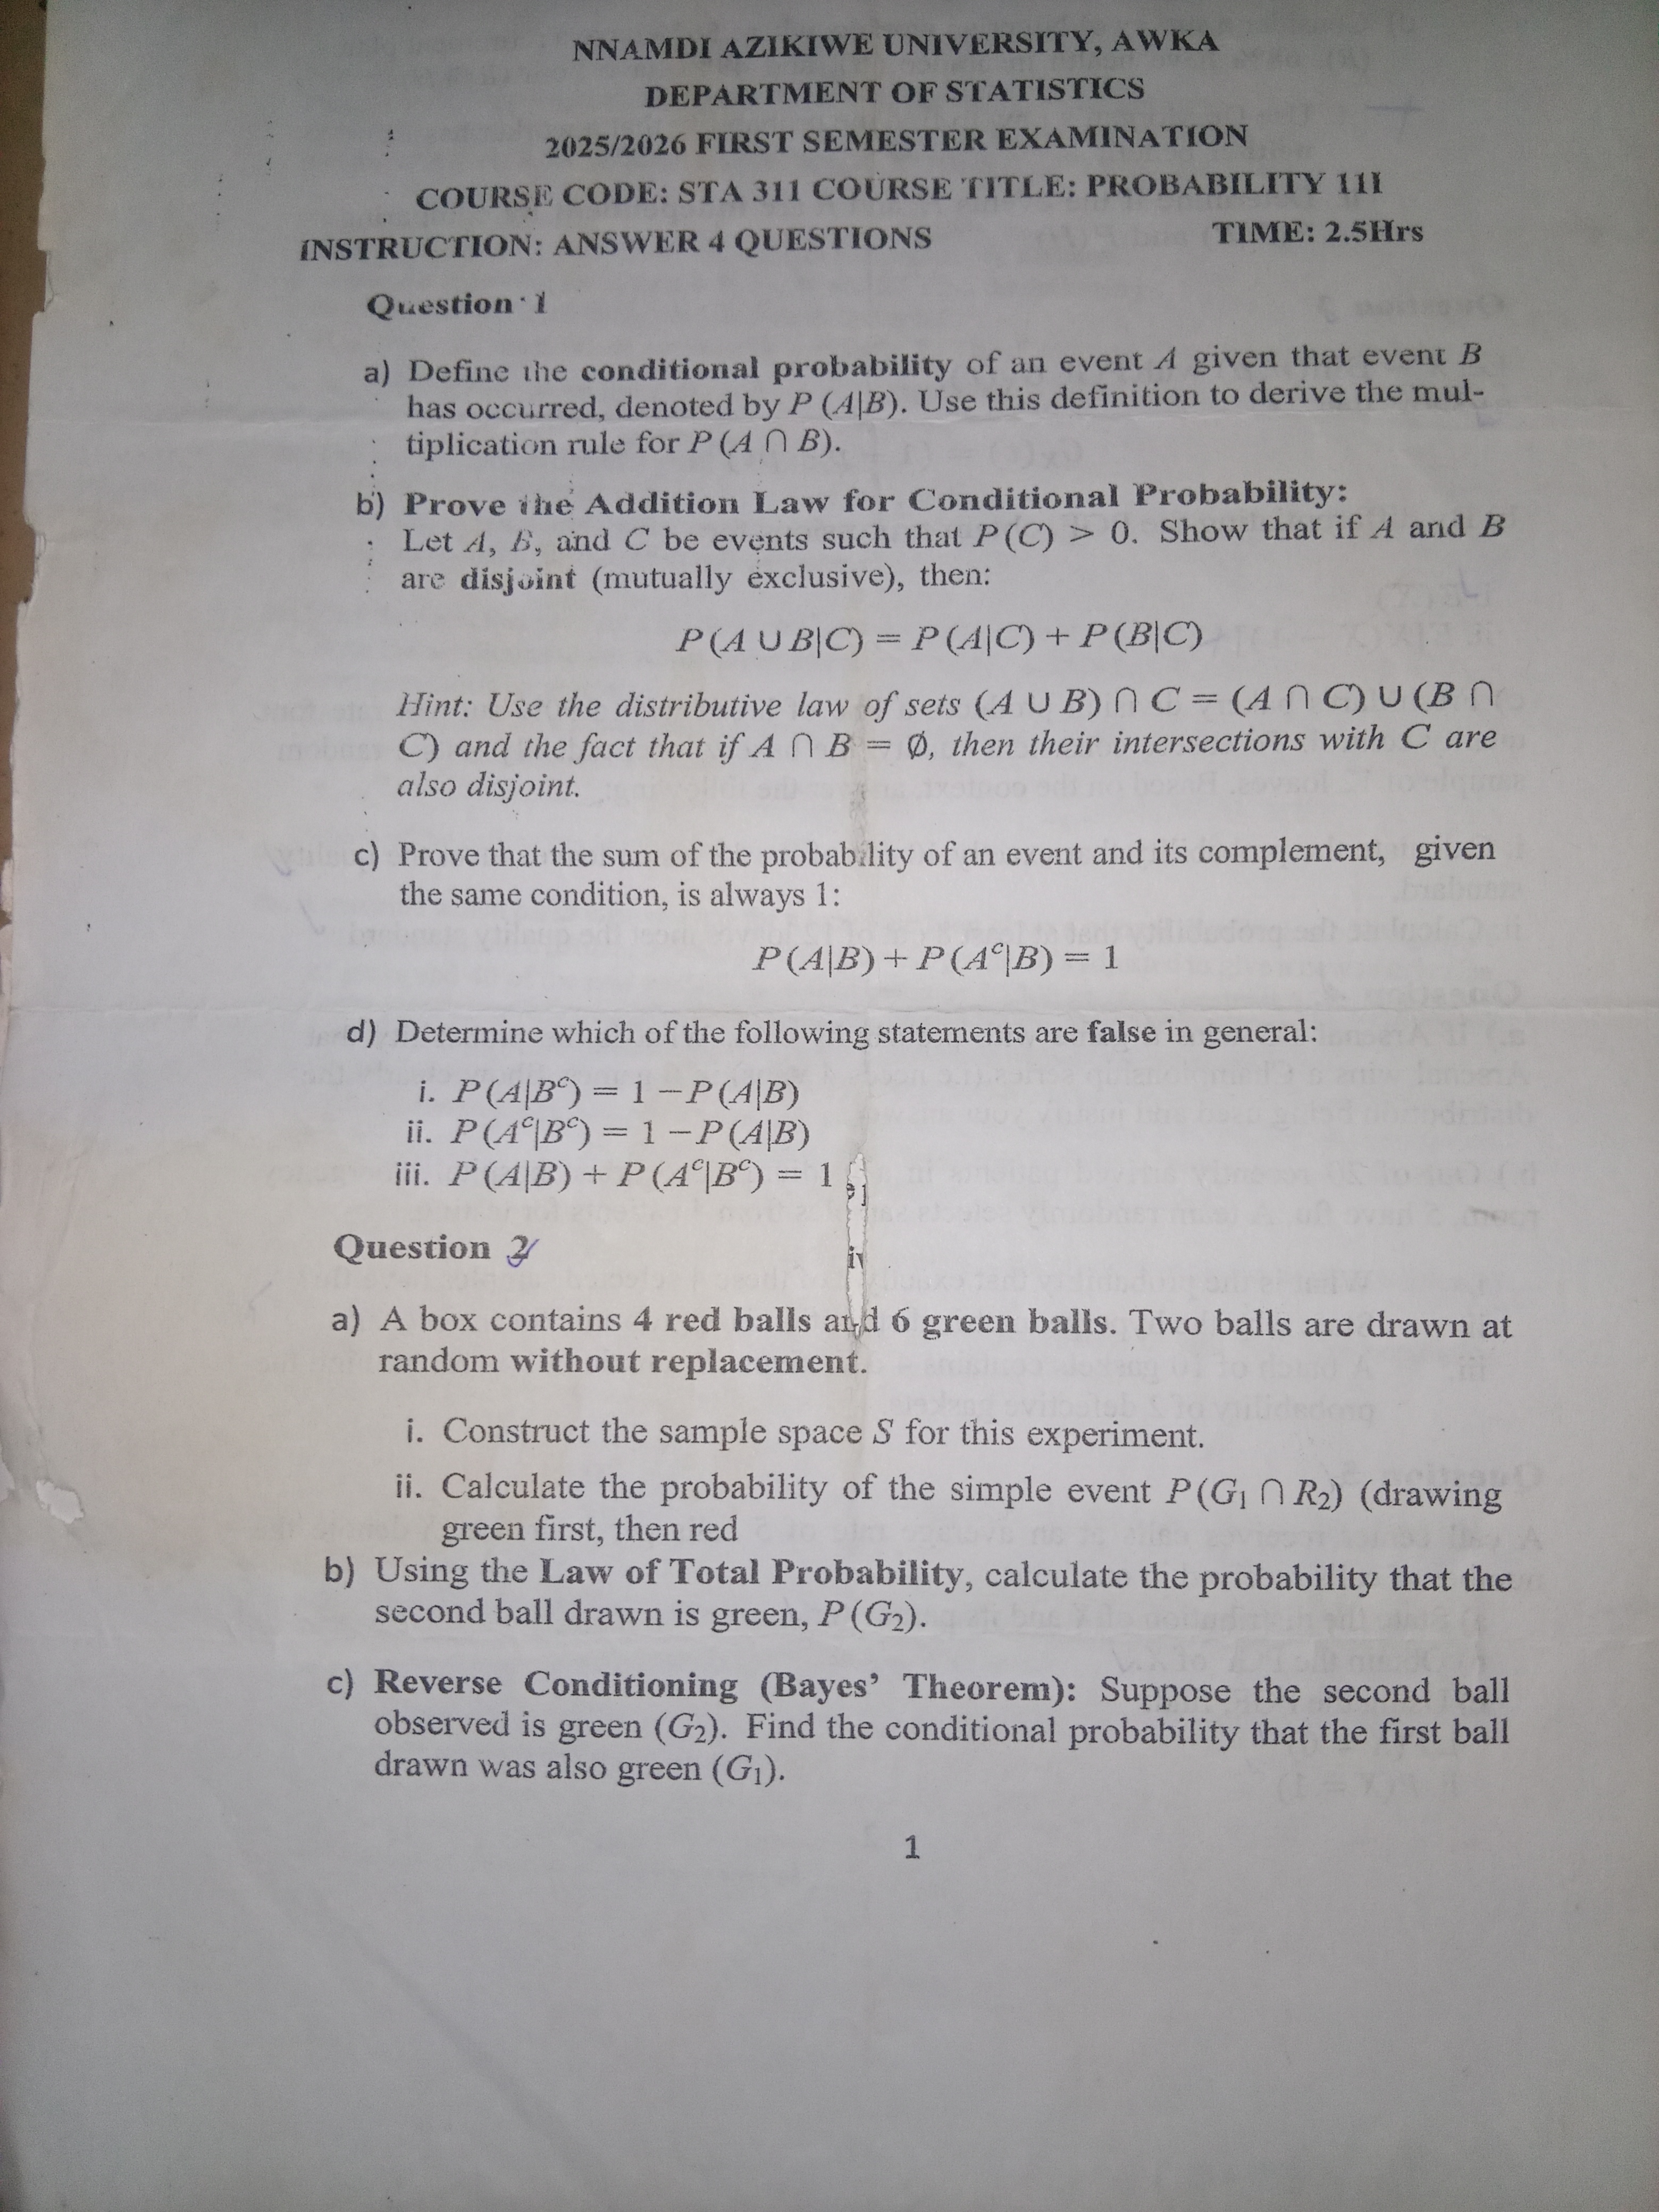 NNAMDI AZIKIWE UNIVERSITY, AWKA
DEPARTMENT OF STATISTICS
2025/2026 FIRST SEMESTER EXAMINATION
COURSE CODE: STA 311 COURSE TITLE: PROBABILITY 111
INSTRUCTION: ANSWER 4 QUESTIONS TIME: 2.5Hrs
Question 1
a) Define the conditional probability of an event A given that event B
has occurred, denoted by P (A|B). Use this definition to derive the mul-
tiplication rule for P (A ∩ B).
b) Prove the Addition Law for Conditional Probability:
Let A, B, and C be events such that P (C) > 0. Show that if A and B
are disjoint (mutually exclusive), then:
P (A ∪ B|C) = P (A|C) + P (B|C)
Hint: Use the distributive law of sets (A ∪ B) ∩ C = (A ∩ C) ∪ (B ∩
C) and the fact that if A ∩ B = ∅, then their intersections with C are
also disjoint.
c) Prove that the sum of the probability of an event and its complement, given
the same condition, is always 1:
P (A|B) + P (Aᶜ|B) = 1
d) Determine which of the following statements are false in general:
i. P (A|Bᶜ) = 1 −P (A|B)
ii. P (Aᶜ|Bᶜ) = 1 −P (A|B)
iii. P (A|B) + P (Aᶜ|Bᶜ) = 1
Question 2
a) A box contains 4 red balls and 6 green balls. Two balls are drawn at
random without replacement.
i. Construct the sample space S for this experiment.
ii. Calculate the probability of the simple event P (G₁ ∩ R₂) (drawing
green first, then red
b) Using the Law of Total Probability, calculate the probability that the
second ball drawn is green, P (G₂).
c) Reverse Conditioning (Bayes’ Theorem): Suppose the second ball
observed is green (G₂). Find the conditional probability that the first ball
drawn was also green (G₁).
1